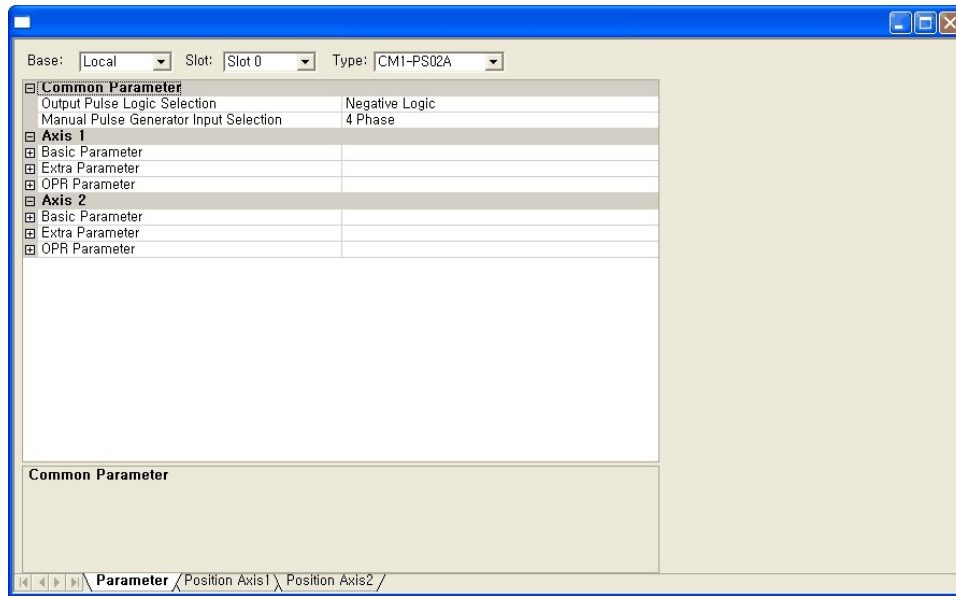 Base: Local Slot: Slot 0 Type: CM1-PS02A
Common Parameter
Output Pulse Logic Selection Negative Logic
Manual Pulse Generator Input Selection 4 Phase
Axis 1
Basic Parameter
Extra Parameter
OPR Parameter
Axis 2
Basic Parameter
Extra Parameter
OPR Parameter
Common Parameter
Parameter Position Axis1 Position Axis2